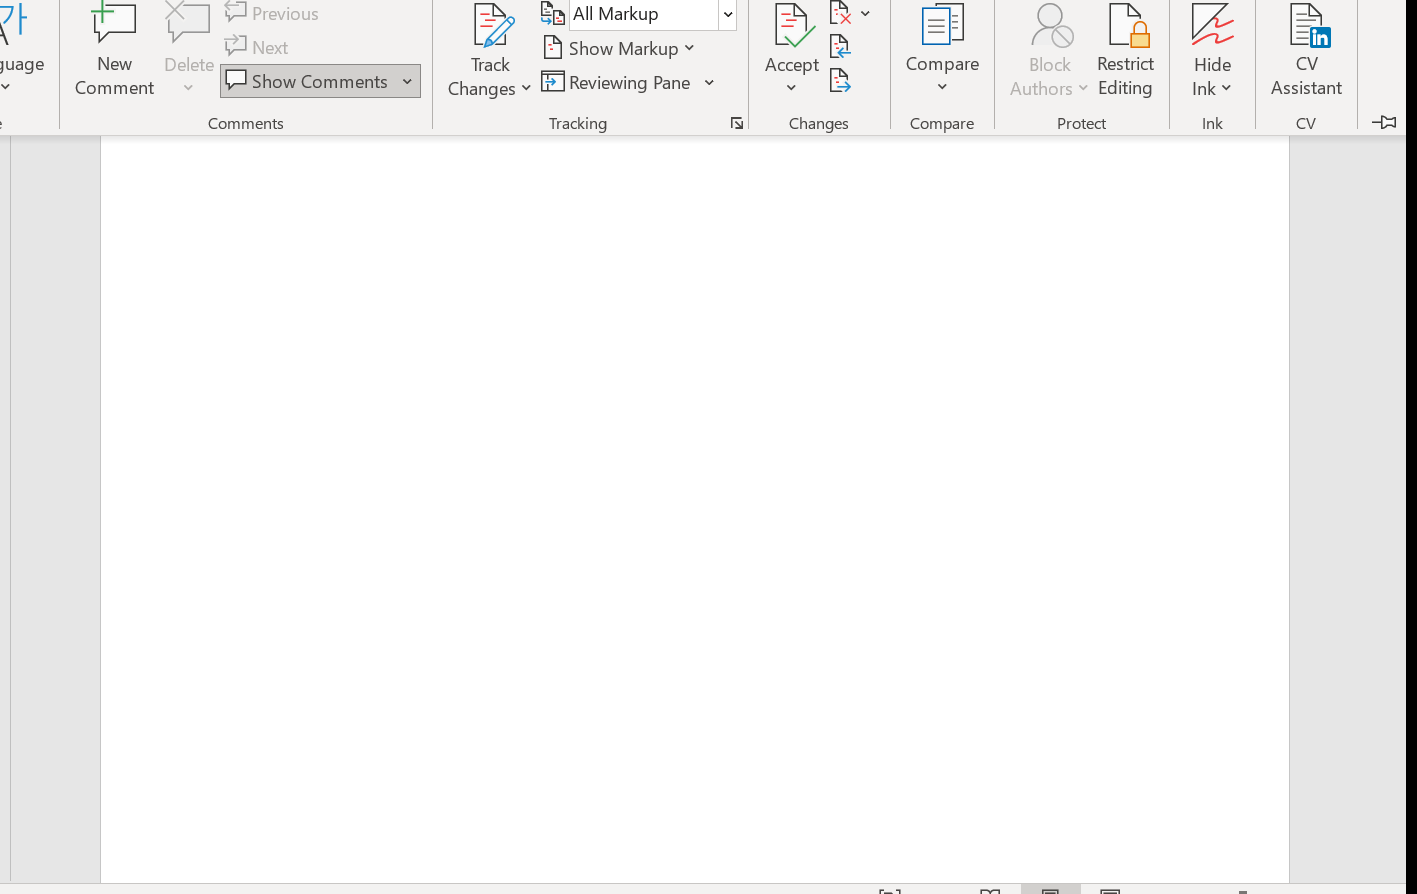 guage
New
Comment
Delete
Previous
Next
Show Comments
Comments
Track
Changes
All Markup
Show Markup
Reviewing Pane
Tracking
Accept
Changes
Compare
Compare
Block
Authors
Restrict
Editing
Protect
Hide
Ink
Ink
CV
Assistant
CV
in